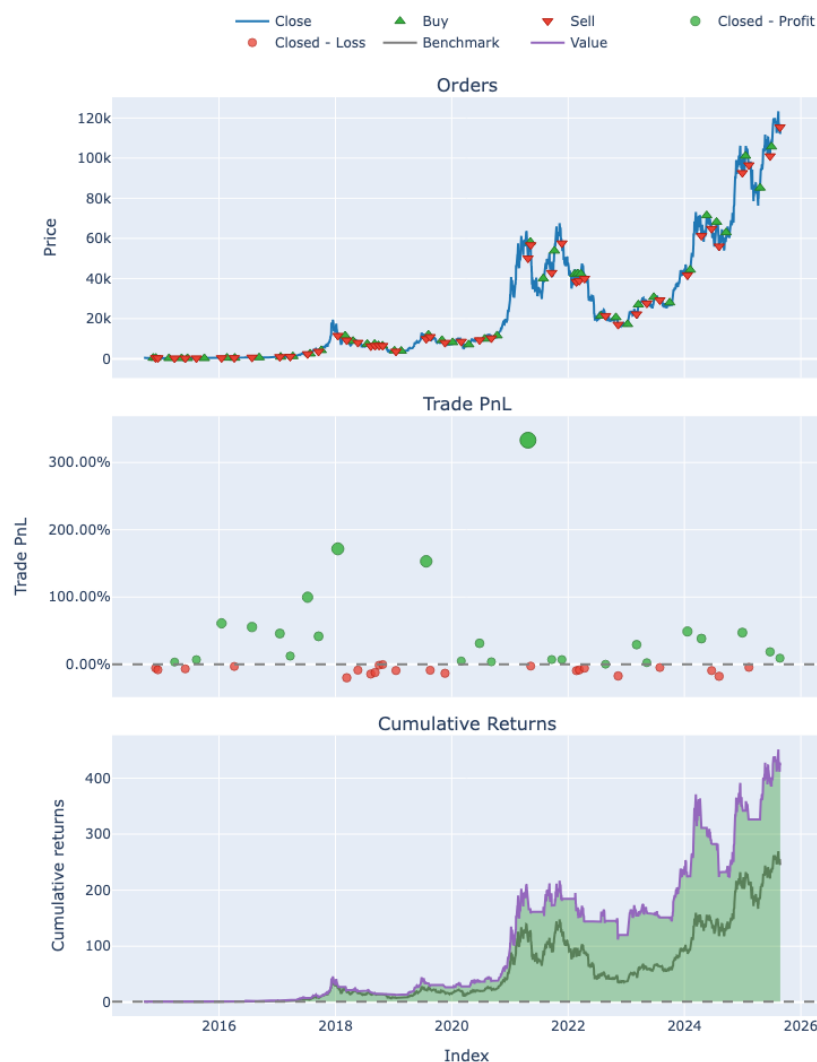 Close Buy Sell Closed - Profit
Closed - Loss Benchmark Value
Orders
120k
100k
80k
60k
40k
20k
0
Price
Trade PnL
300.00%
200.00%
100.00%
0.00%
Trade PnL
Cumulative Returns
400
300
200
100
0
Cumulative returns
2016 2018 2020 2022 2024 2026
Index